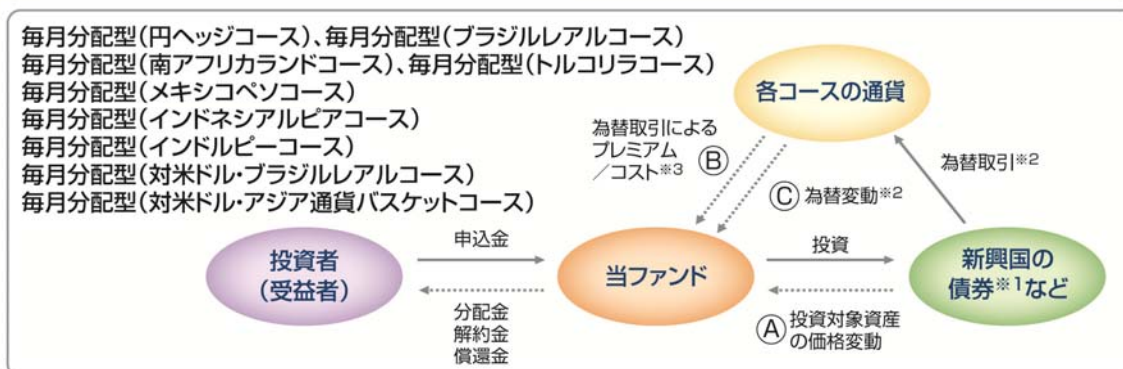 毎月分配型(円ヘッジコース)、毎月分配型(ブラジルレアルコース)
毎月分配型(南アフリカランドコース)、毎月分配型(トルコリラコース)
毎月分配型(メキシコペソコース)
毎月分配型(インドネシアルピアコース)
毎月分配型(インドルピーコース)
毎月分配型(対米ドル・ブラジルレアルコース)
毎月分配型(対米ドル・アジア通貨バスケットコース)
各コースの通貨
為替取引による
プレミアム
/コスト※3
Ⓑ
Ⓒ 為替変動※2
為替取引※2
投資者
(受益者)
申込金
分配金
解約金
償還金
当ファンド
投資
Ⓐ 投資対象資産
の価格変動
新興国の
債券※1など